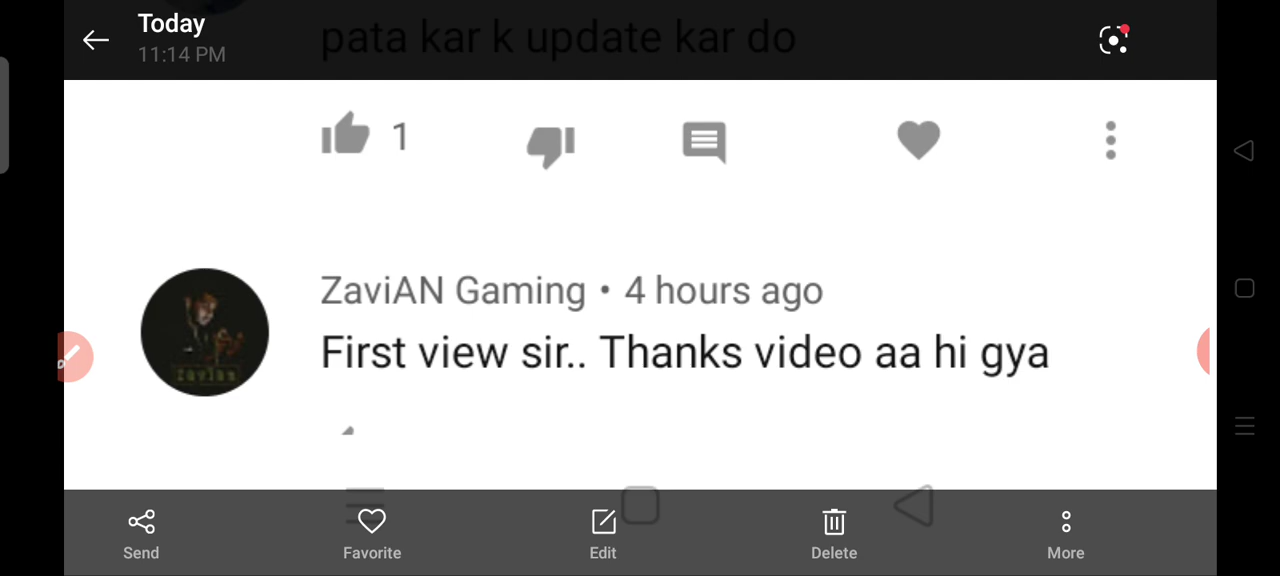 Today
11:14 PM
pata kar k update kar do
1
ZaviAN Gaming • 4 hours ago
First view sir.. Thanks video aa hi gya
Zavian
Send
Favorite
Edit
Delete
More